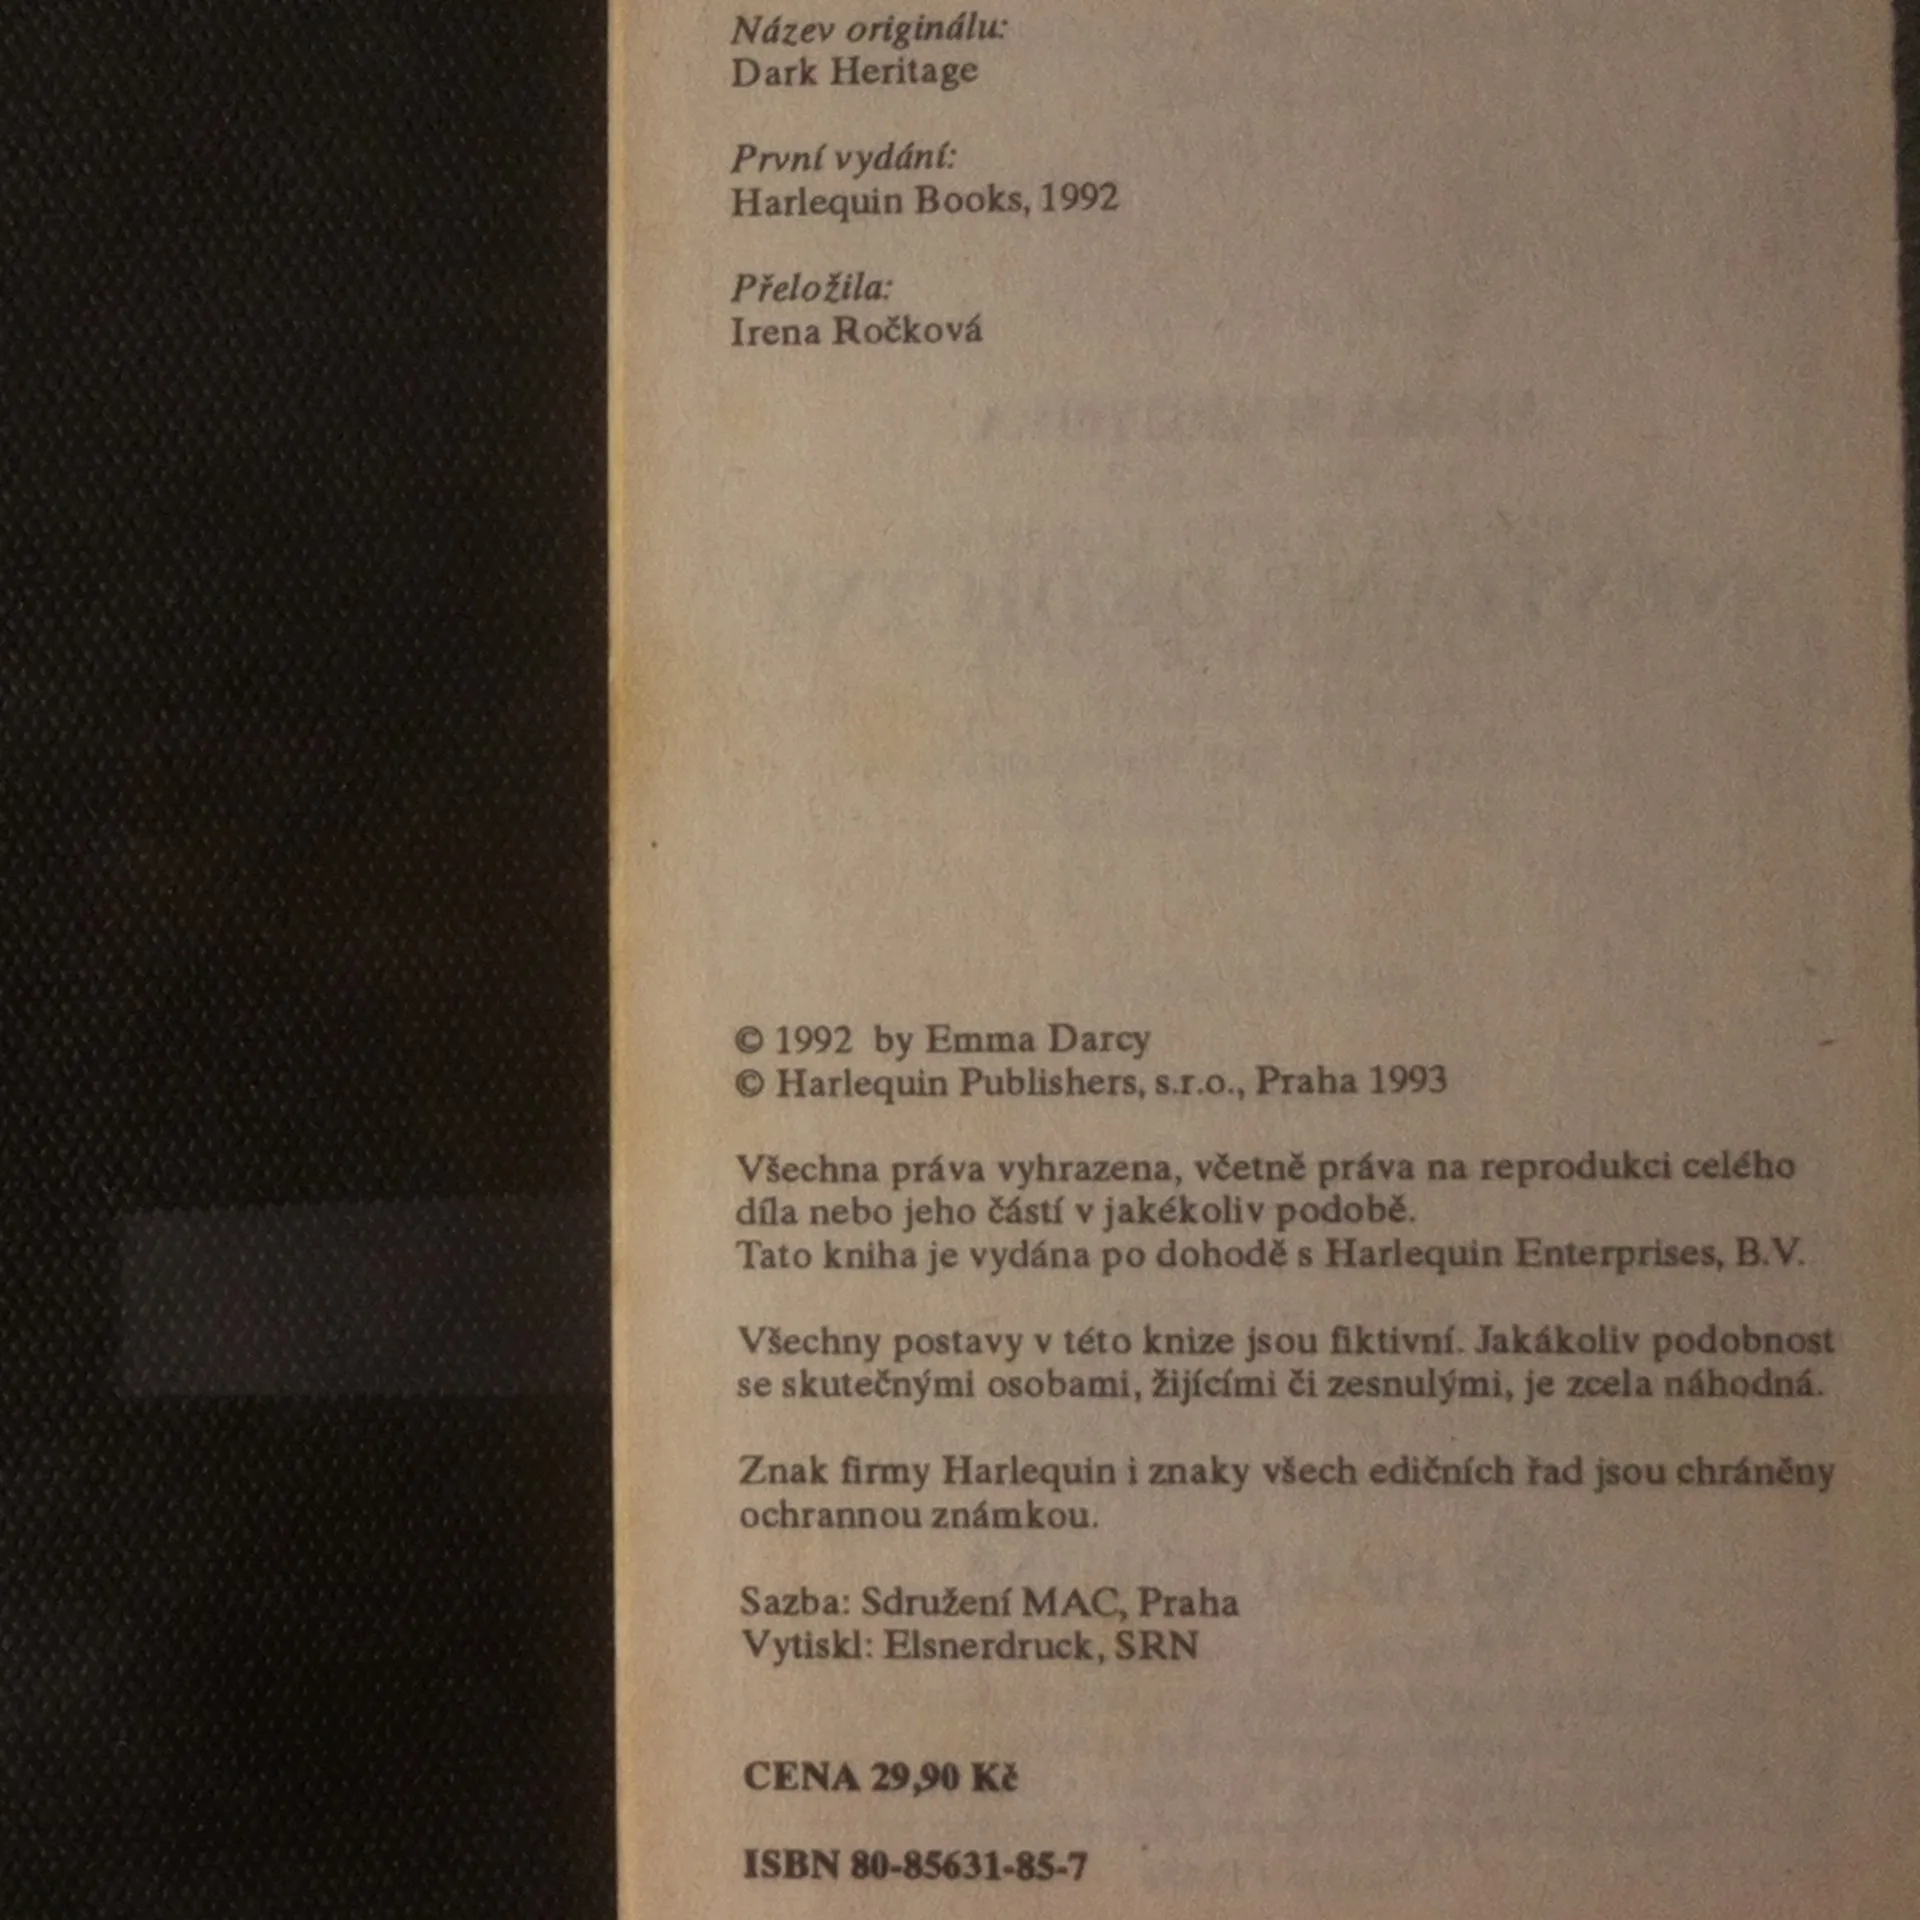 Název originálu:
Dark Heritage
První vydání:
Harlequin Books, 1992
Přeložila:
Irena Ročková
© 1992 by Emma Darcy
© Harlequin Publishers, s.r.o., Praha 1993
Všechna práva vyhrazena, včetně práva na reprodukci celého
díla nebo jeho částí v jakékoliv podobě.
Tato kniha je vydána po dohodě s Harlequin Enterprises, B.V.
Všechny postavy v této knize jsou fiktivní. Jakákoliv podobnost
se skutečnými osobami, žijícími či zesnulými, je zcela náhodná.
Znak firmy Harlequin i znaky všech edičních řad jsou chráněny
ochrannou známkou.
Sazba: Sdružení MAC, Praha
Vytiskl: Elsnerdruck, SRN
CENA 29,90 Kč
ISBN 80-85631-85-7